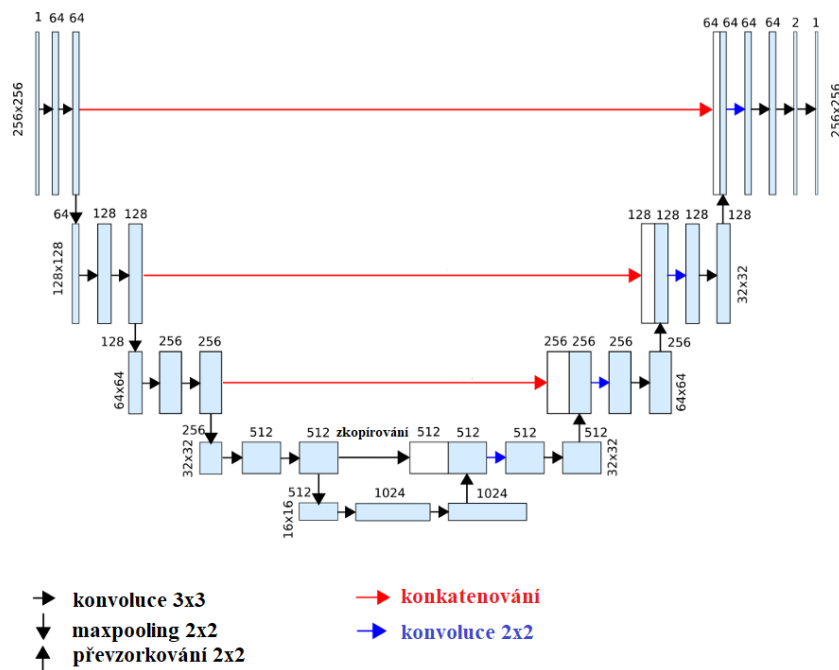 1 64 64
64 64 64 64 2 1
256x256
256x256
64 128 128
128 128 128 128
128x128
32x32
128 256 256
256 256 256 256
64x64
64x64
256 512 512 zkopírování 512 512 512 512
32x32
32x32
512 1024 1024
16x16
konvoluce 3x3
konkatenování
maxpooling 2x2
konvoluce 2x2
převzorkování 2x2